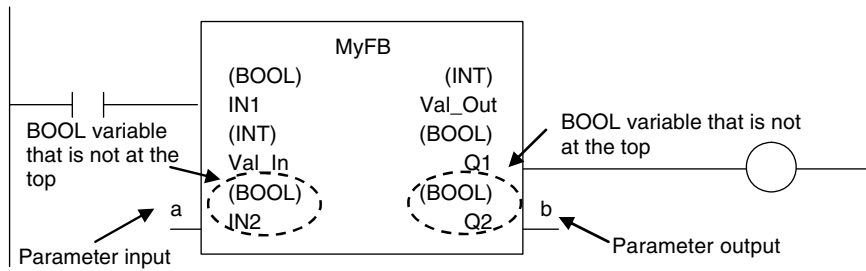 MyFB
(BOOL) (INT)
IN1 Val_Out
(INT) (BOOL)
Val_In Q1
(BOOL) (BOOL)
IN2 Q2
BOOL variable
that is not at the
top
BOOL variable that is not
at the top
a
b
Parameter input
Parameter output